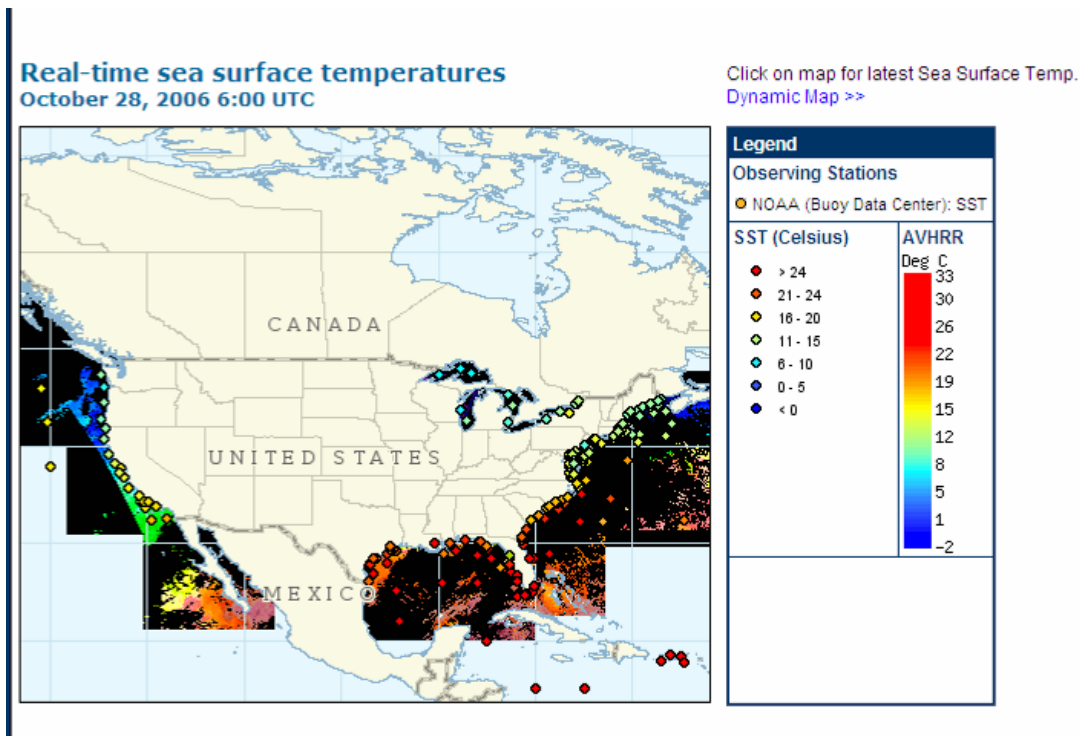 Real-time sea surface temperatures
October 28, 2006 6:00 UTC
Click on map for latest Sea Surface Temp.
Dynamic Map >>
CANADA
UNITED STATES
MEXICO
Legend
Observing Stations
NOAA (Buoy Data Center): SST
SST (Celsius)
> 24
21 - 24
16 - 20
11 - 15
6 - 10
0 - 5
< 0
AVHRR
Deg C
33
30
26
22
19
15
12
8
5
1
-2